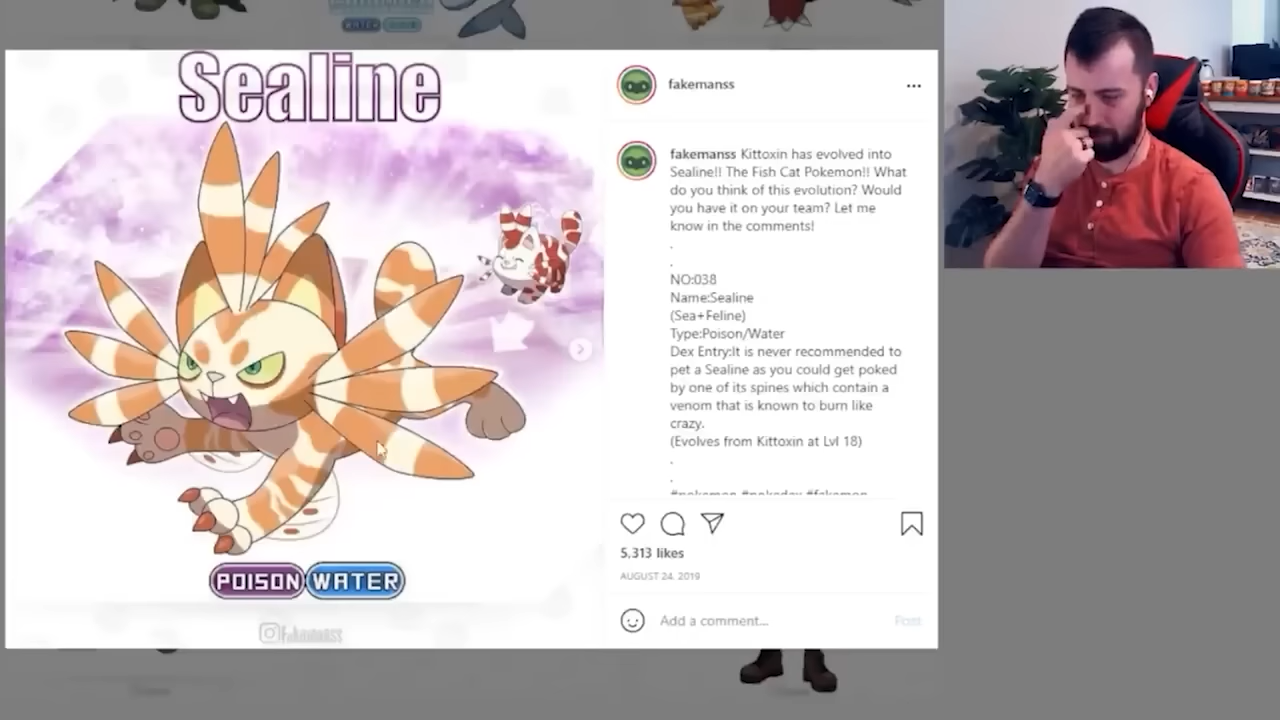 WATER
Sealine
fakemanss
fakemanss Kittoxin has evolved into
Sealine!! The Fish Cat Pokemon!! What
do you think of this evolution? Would
you have it on your team? Let me
know in the comments!
.
.
NO:038
Name:Sealine
(Sea+Feline)
Type:Poison/Water
Dex Entry:It is never recommended to
pet a Sealine as you could get poked
by one of its spines which contain a
venom that is known to burn like
crazy.
(Evolves from Kittoxin at Lvl 18)
.
.
#pokemon #pokedex #fakemon
POISON WATER
fakemanss
5,313 likes
AUGUST 24, 2019
Add a comment...
Post